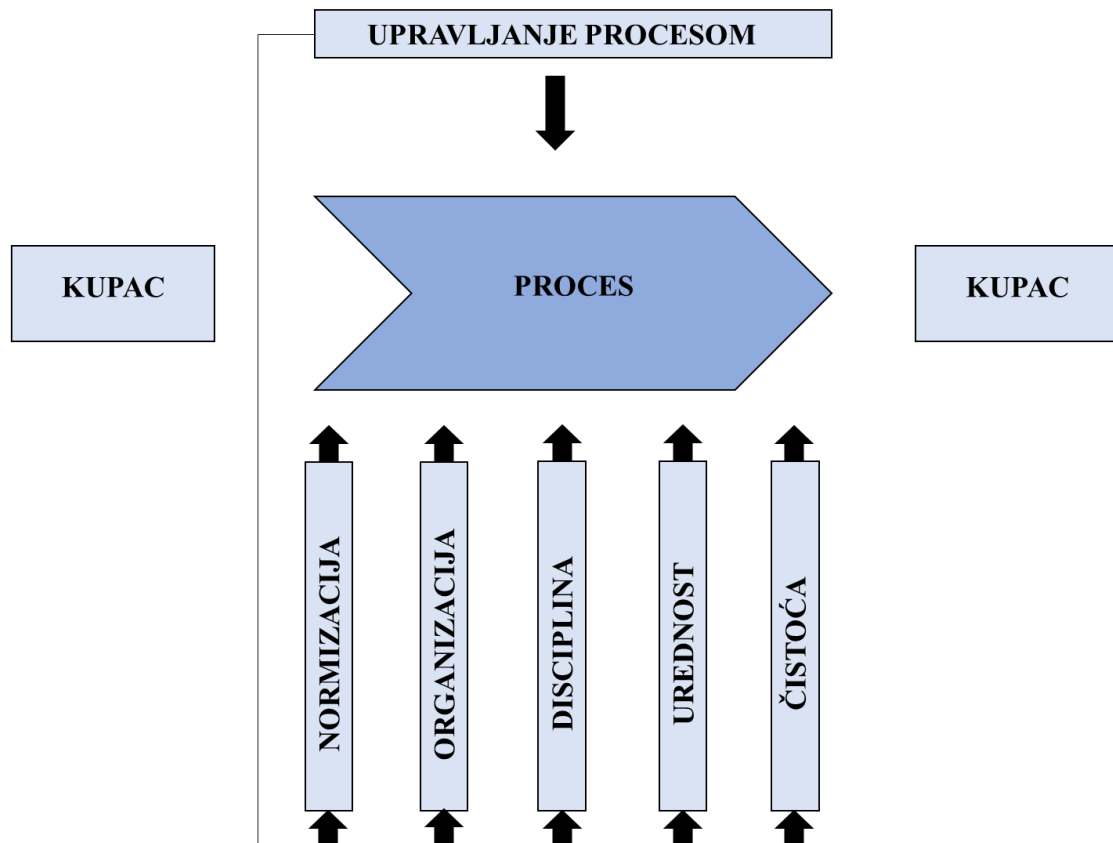 UPRAVLJANJE PROCESOM
KUPAC
PROCES
KUPAC
NORMIZACIJA
ORGANIZACIJA
DISCIPLINA
UREDNOST
ČISTOĆA